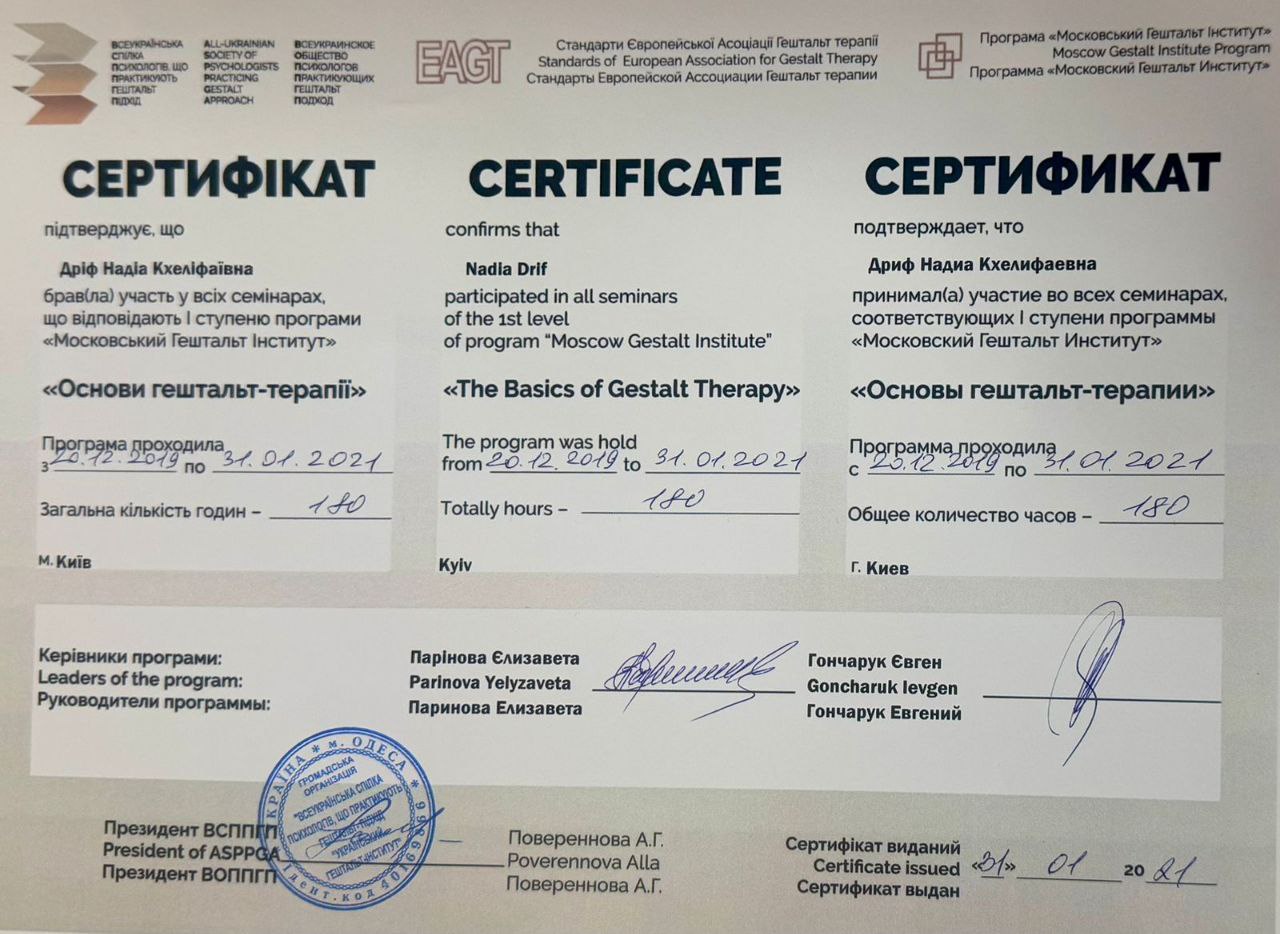 ВСЕУКРАЇНСЬКА
СПІЛКА
ПСИХОЛОГІВ, ЩО
ПРАКТИКУЮТЬ
ГЕШТАЛЬТ
ПІДХІД
ALL-UKRAINIAN
SOCIETY OF
PSYCHOLOGISTS
PRACTICING
GESTALT
APPROACH
ВСЕУКРАИНСКОЕ
ОБЩЕСТВО
ПСИХОЛОГОВ
ПРАКТИКУЮЩИХ
ГЕШТАЛЬТ
ПОДХОД
EAGT
Стандарти Європейської Асоціації Гештальт терапії
Standards of European Association for Gestalt Therapy
Стандарты Европейской Ассоциации Гештальт терапии
Програма «Московський Гештальт Інститут»
Moscow Gestalt Institute Program
Программа «Московский Гештальт Институт»
СЕРТИФІКАТ
підтверджує, що
Дріф Надіа Кхеліфаївна
брав(ла) участь у всіх семінарах,
що відповідають І ступеню програми
«Московський Гештальт Інститут»
«Основи гештальт-терапії»
Програма проходила
з 20.12.2019 по 31.01.2021
Загальна кількість годин – 180
м. Київ
CERTIFICATE
confirms that
Nadia Drif
participated in all seminars
of the 1st level
of program “Moscow Gestalt Institute”
«The Basics of Gestalt Therapy»
The program was hold
from 20.12.2019 to 31.01.2021
Totally hours – 180
Kyiv
СЕРТИФИКАТ
подтверждает, что
Дриф Надиа Кхелифаевна
принимал(а) участие во всех семинарах,
соответствующих I ступени программы
«Московский Гештальт Институт»
«Основы гештальт-терапии»
Программа проходила
с 20.12.2019 по 31.01.2021
Общее количество часов – 180
г. Киев
Керівники програми:
Leaders of the program:
Руководители программы:
Парінова Єлизавета
Parinova Yelyzaveta
Паринова Елизавета
Гончарук Євген
Goncharuk Ievgen
Гончарук Евгений
Президент ВСППГП
President of ASPPGA
Президент ВОППГП
УКРАЇНА * м. ОДЕСА *
ГРОМАДСЬКА
ОРГАНІЗАЦІЯ
"ВСЕУКРАЇНСЬКА СПІЛКА
ПСИХОЛОГІВ, ЩО ПРАКТИКУЮТЬ
ГЕШТАЛЬТ-ПІДХІД
"УКРАЇНСЬКИЙ
ГЕШТАЛЬТ-ІНСТИТУТ"
Ідент. код
Повереннова А.Г.
Poverennova Alla
Повереннова А.Г.
Сертифікат виданий
Certificate issued «31» 01 20 21
Сертификат выдан